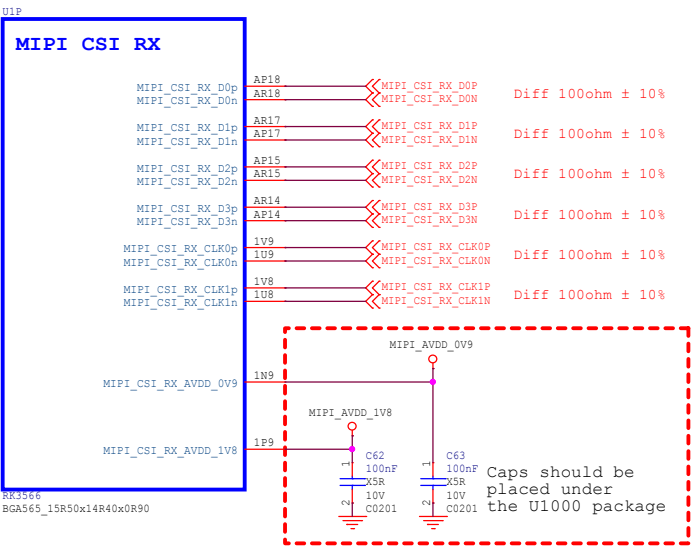 U1P
MIPI CSI RX
MIPI_CSI_RX_D0p AP18 MIPI_CSI_RX_D0P
MIPI_CSI_RX_D0n AR18 MIPI_CSI_RX_D0N
Diff 100ohm ± 10%
MIPI_CSI_RX_D1p AR17 MIPI_CSI_RX_D1P
MIPI_CSI_RX_D1n AP17 MIPI_CSI_RX_D1N
Diff 100ohm ± 10%
MIPI_CSI_RX_D2p AP15 MIPI_CSI_RX_D2P
MIPI_CSI_RX_D2n AR15 MIPI_CSI_RX_D2N
Diff 100ohm ± 10%
MIPI_CSI_RX_D3p AR14 MIPI_CSI_RX_D3P
MIPI_CSI_RX_D3n AP14 MIPI_CSI_RX_D3N
Diff 100ohm ± 10%
MIPI_CSI_RX_CLK0p 1V9 MIPI_CSI_RX_CLK0P
MIPI_CSI_RX_CLK0n 1U9 MIPI_CSI_RX_CLK0N
Diff 100ohm ± 10%
MIPI_CSI_RX_CLK1p 1V8 MIPI_CSI_RX_CLK1P
MIPI_CSI_RX_CLK1n 1U8 MIPI_CSI_RX_CLK1N
Diff 100ohm ± 10%
MIPI_AVDD_0V9
MIPI_CSI_RX_AVDD_0V9 1N9
MIPI_AVDD_1V8
MIPI_CSI_RX_AVDD_1V8 1P9
1
C62
100nF
X5R
10V
C0201
2
1
C63
100nF
X5R
10V
C0201
2
Caps should be
placed under
the U1000 package
RK3566
BGA565_15R50x14R40x0R90